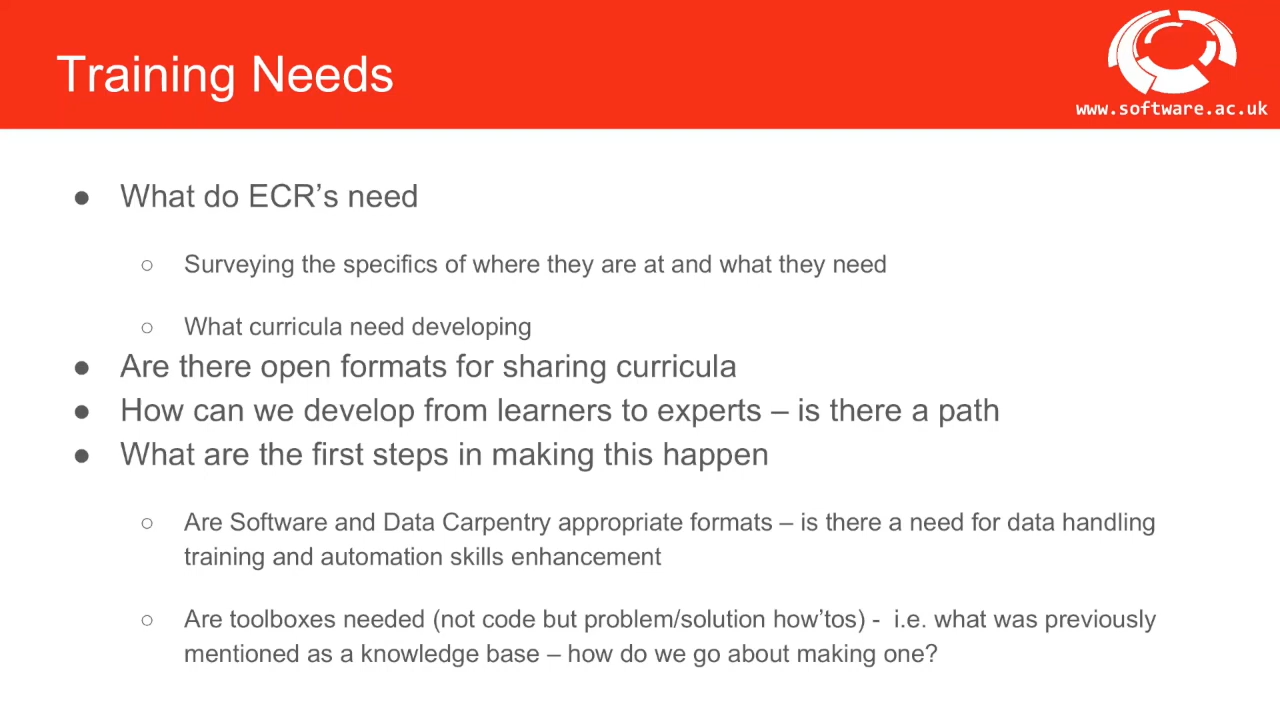 Training Needs
www.software.ac.uk
● What do ECR’s need
○ Surveying the specifics of where they are at and what they need
○ What curricula need developing
● Are there open formats for sharing curricula
● How can we develop from learners to experts – is there a path
● What are the first steps in making this happen
○ Are Software and Data Carpentry appropriate formats – is there a need for data handling
training and automation skills enhancement
○ Are toolboxes needed (not code but problem/solution how’tos) -  i.e. what was previously
mentioned as a knowledge base – how do we go about making one?